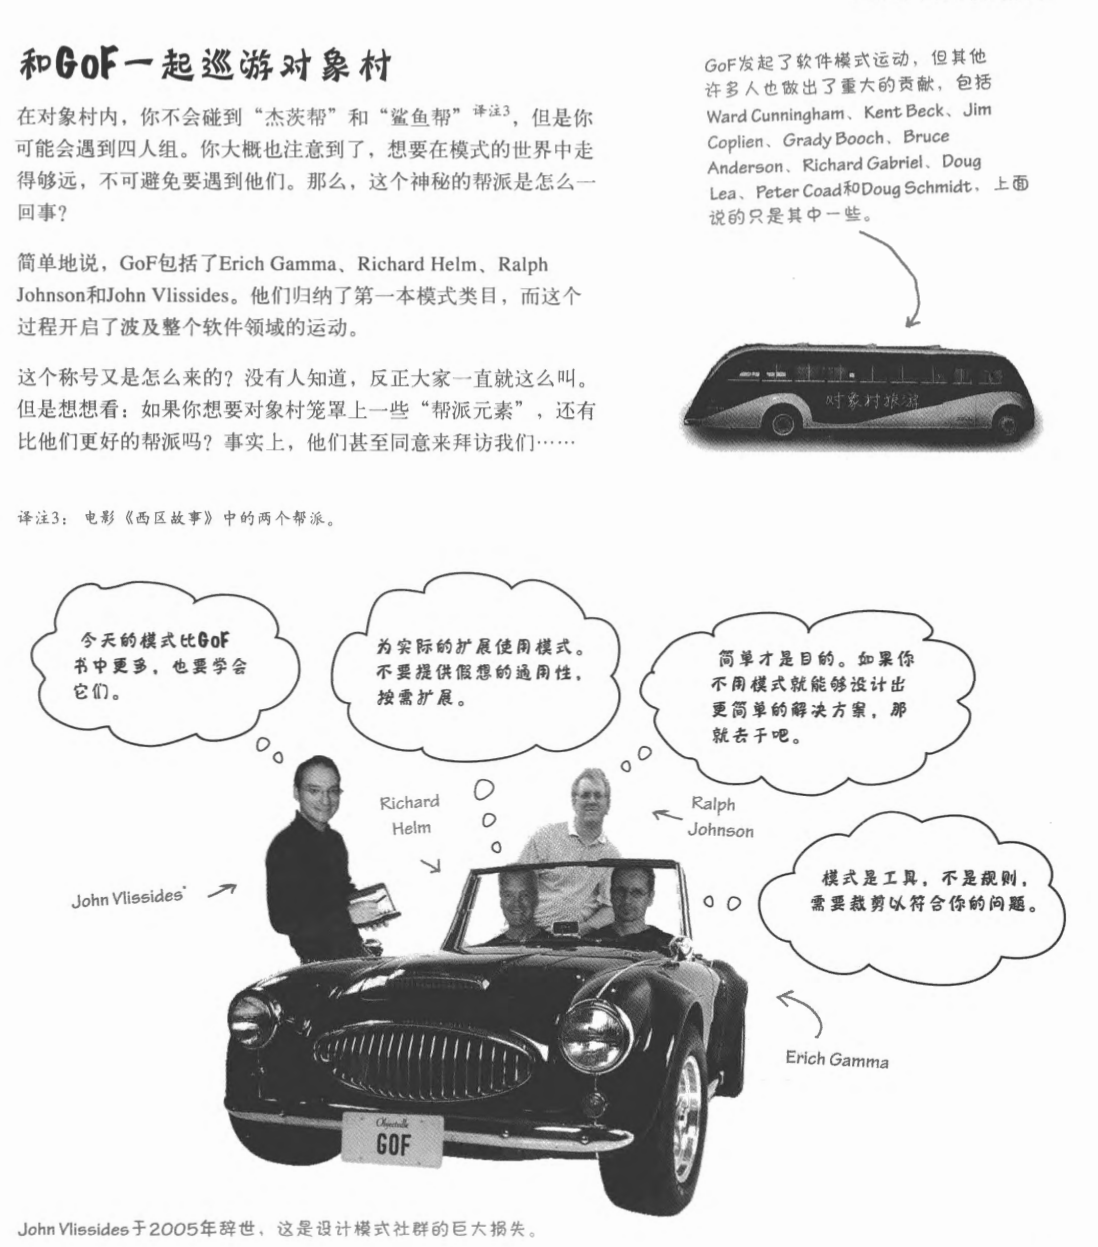 和GoF一起巡游对象村
在对象村内，你不会碰到“杰茨帮”和“鲨鱼帮”译注3，但是你
可能会遇到四人组。你大概也注意到了，想要在模式的世界中走
得够远，不可避免要遇到他们。那么，这个神秘的帮派是怎么一
回事？
简单地说，GoF包括了Erich Gamma、Richard Helm、Ralph
Johnson和John Vlissides。他们归纳了第一本模式类目，而这个
过程开启了波及整个软件领域的运动。
这个称号又是怎么来的？没有人知道，反正大家一直就这么叫。
但是想想看：如果你想要对象村笼罩上一些“帮派元素”，还有
比他们更好的帮派吗？事实上，他们甚至同意来拜访我们……
译注3： 电影《西区故事》中的两个帮派。
GoF发起了软件模式运动，但其他
许多人也做出了重大的贡献，包括
Ward Cunningham、Kent Beck、Jim
Coplien、Grady Booch、Bruce
Anderson、Richard Gabriel、Doug
Lea、Peter Coad和Doug Schmidt，上面
说的只是其中一些。
对象村旅游
今天的模式比GoF
书中更多，也要学会
它们。
为实际的扩展使用模式。
不要提供假想的通用性，
按需扩展。
简单才是目的。如果你
不用模式就能够设计出
更简单的解决方案，那
就去干吧。
模式是工具，不是规则，
需要裁剪以符合你的问题。
John Vlissides*
Richard
Helm
Ralph
Johnson
Erich Gamma
Objectville
GOF
John Vlissides于2005年辞世，这是设计模式社群的巨大损失。